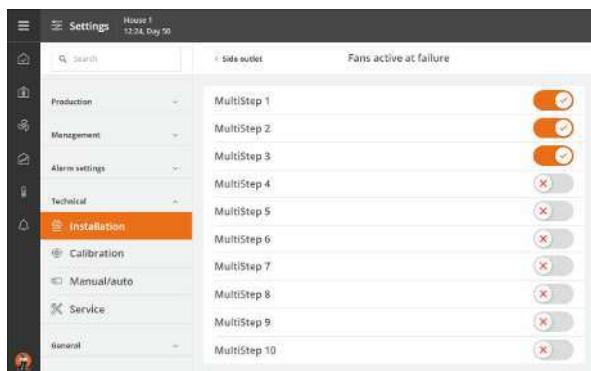 Settings
House 1
12:24, Day 50
Search
Production
Management
Alarm settings
Technical
Installation
Calibration
Manual/auto
Service
General
Side outlet
Fans active at failure
MultiStep 1
MultiStep 2
MultiStep 3
MultiStep 4
MultiStep 5
MultiStep 6
MultiStep 7
MultiStep 8
MultiStep 9
MultiStep 10